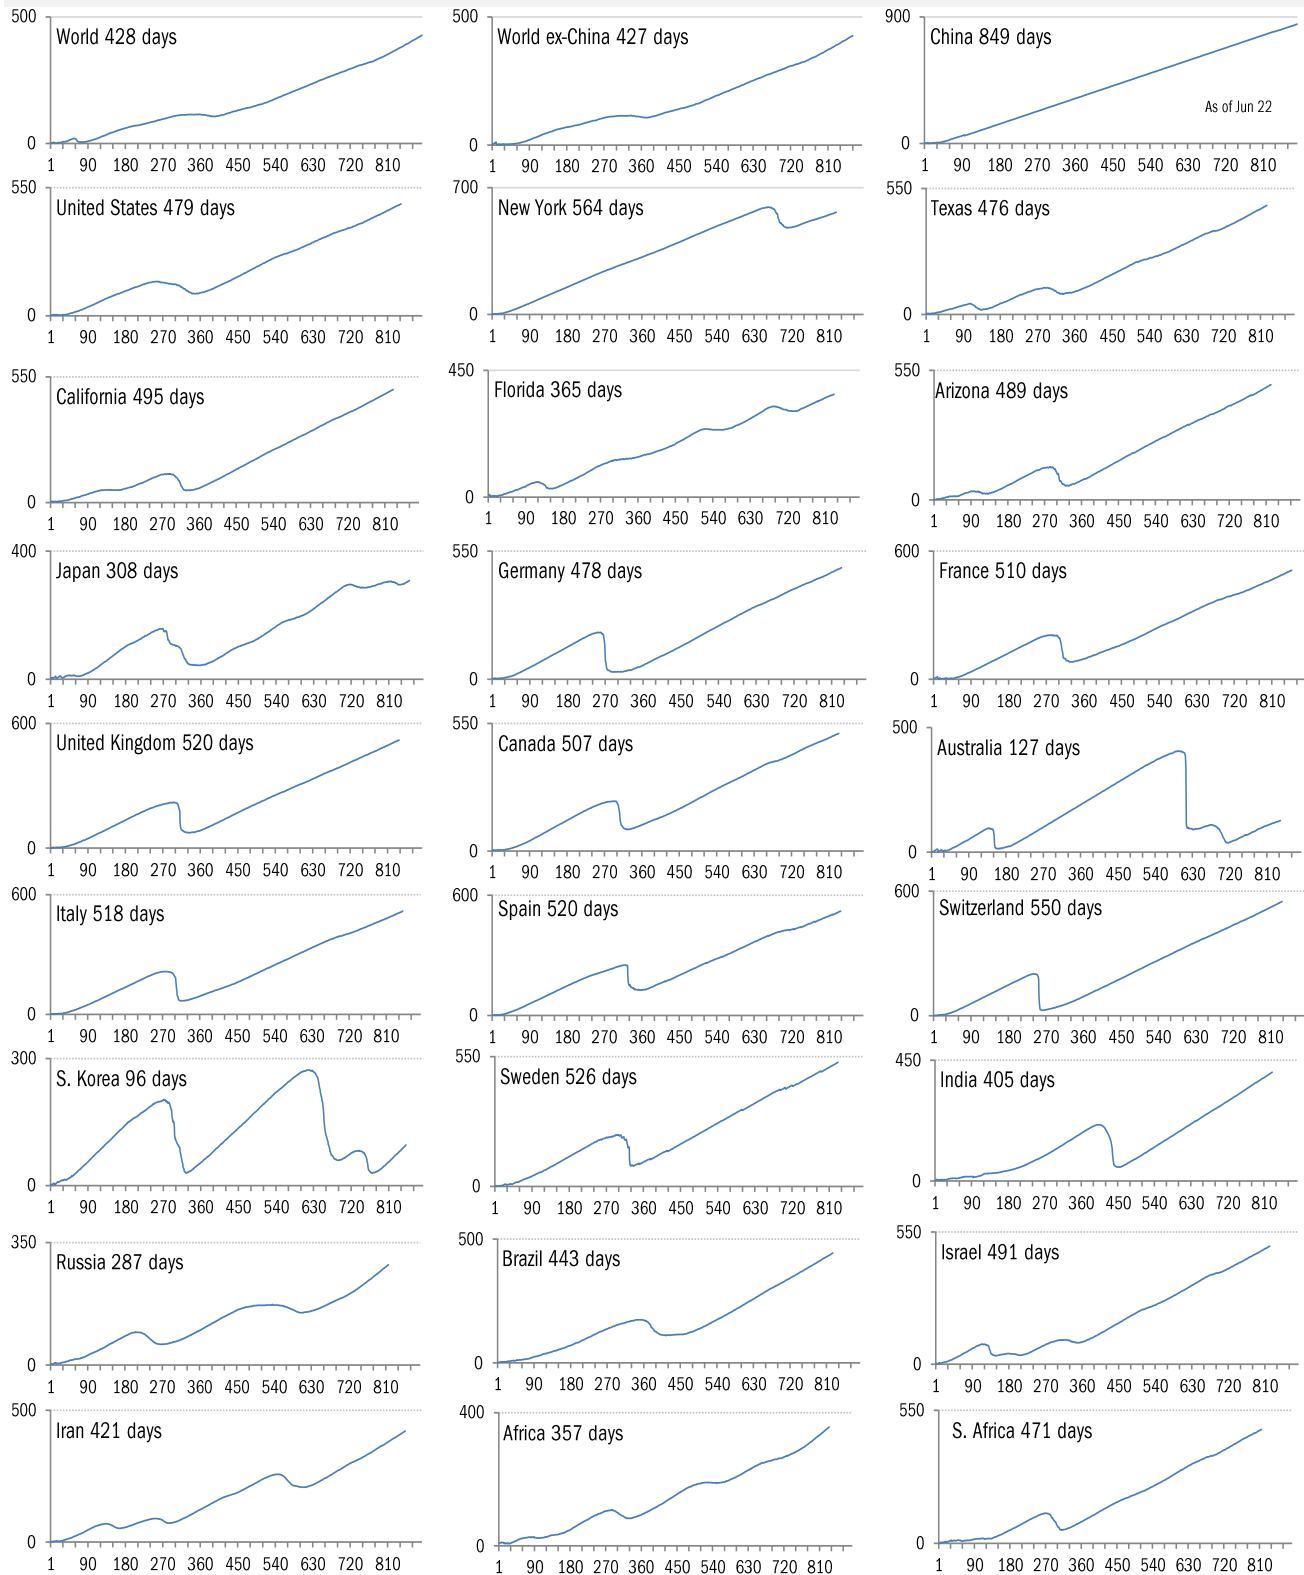 500
World 428 days
0
1 90 180 270 360 450 540 630 720 810
500
World ex-China 427 days
0
1 90 180 270 360 450 540 630 720 810
900
China 849 days
As of Jun 22
0
1 90 180 270 360 450 540 630 720 810
550
United States 479 days
0
1 90 180 270 360 450 540 630 720 810
700
New York 564 days
0
1 90 180 270 360 450 540 630 720 810
550
Texas 476 days
0
1 90 180 270 360 450 540 630 720 810
550
California 495 days
0
1 90 180 270 360 450 540 630 720 810
450
Florida 365 days
0
1 90 180 270 360 450 540 630 720 810
550
Arizona 489 days
0
1 90 180 270 360 450 540 630 720 810
400
Japan 308 days
0
1 90 180 270 360 450 540 630 720 810
550
Germany 478 days
0
1 90 180 270 360 450 540 630 720 810
600
France 510 days
0
1 90 180 270 360 450 540 630 720 810
600
United Kingdom 520 days
0
1 90 180 270 360 450 540 630 720 810
550
Canada 507 days
0
1 90 180 270 360 450 540 630 720 810
500
Australia 127 days
0
1 90 180 270 360 450 540 630 720 810
600
Italy 518 days
0
1 90 180 270 360 450 540 630 720 810
600
Spain 520 days
0
1 90 180 270 360 450 540 630 720 810
600
Switzerland 550 days
0
1 90 180 270 360 450 540 630 720 810
300
S. Korea 96 days
0
1 90 180 270 360 450 540 630 720 810
550
Sweden 526 days
0
1 90 180 270 360 450 540 630 720 810
450
India 405 days
0
1 90 180 270 360 450 540 630 720 810
350
Russia 287 days
0
1 90 180 270 360 450 540 630 720 810
500
Brazil 443 days
0
1 90 180 270 360 450 540 630 720 810
550
Israel 491 days
0
1 90 180 270 360 450 540 630 720 810
500
Iran 421 days
0
1 90 180 270 360 450 540 630 720 810
400
Africa 357 days
0
1 90 180 270 360 450 540 630 720 810
550
S. Africa 471 days
0
1 90 180 270 360 450 540 630 720 810